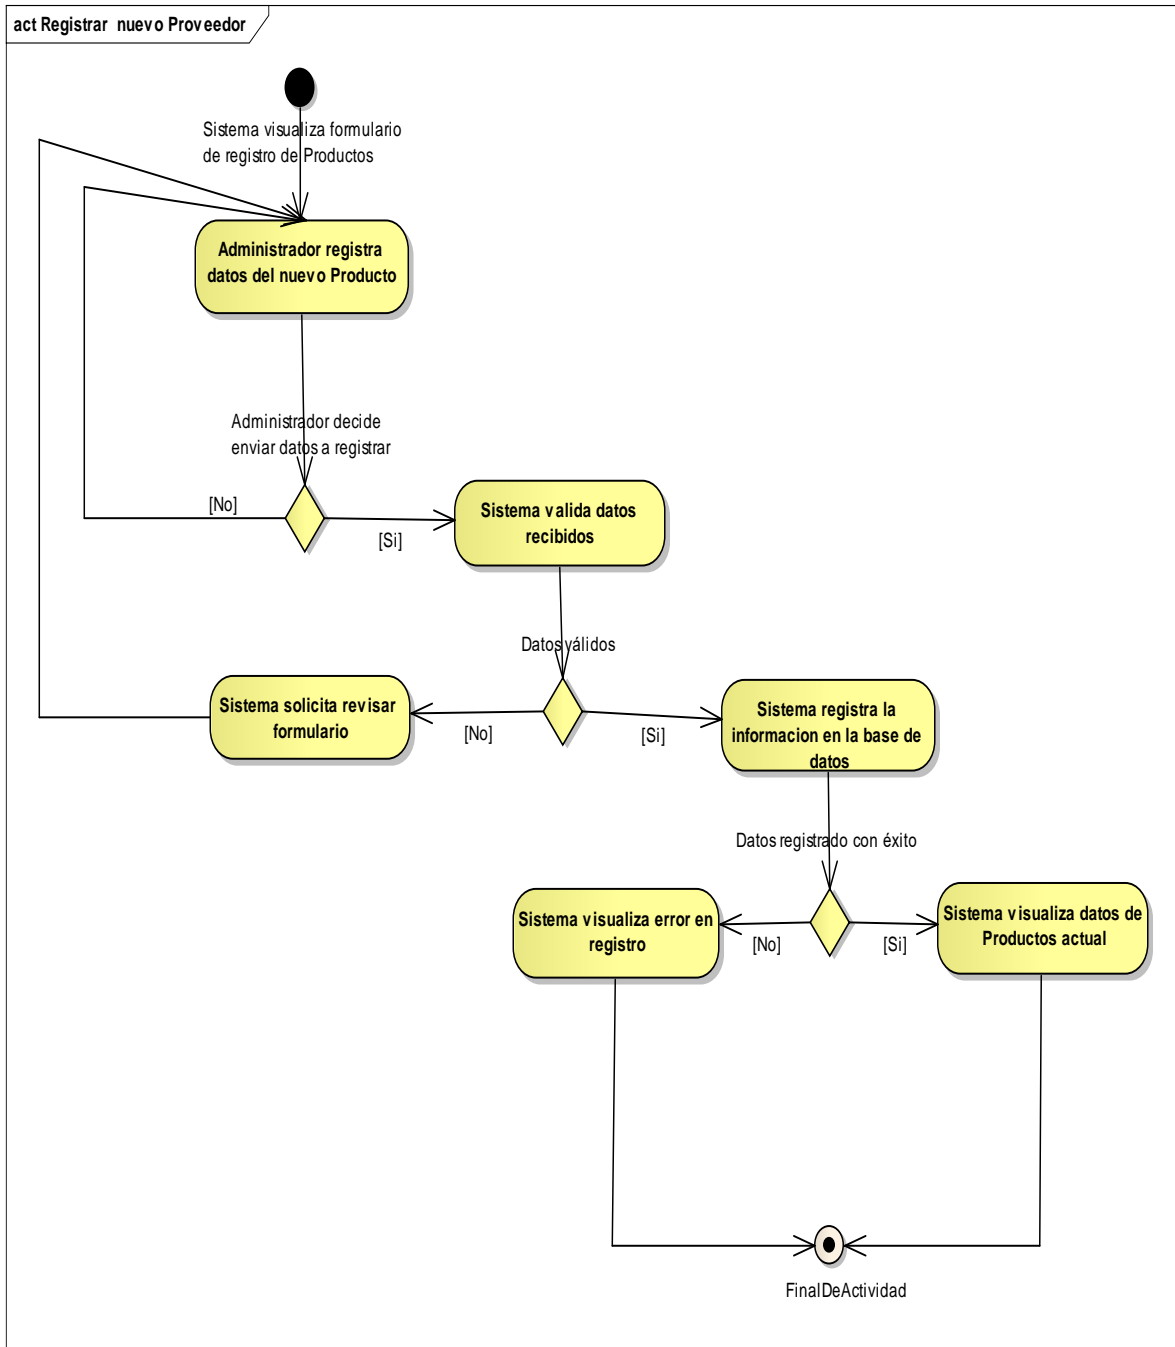 act Registrar nuevo Proveedor
Sistema visualiza formulario
de registro de Productos
Administrador registra
datos del nuevo Producto
Administrador decide
enviar datos a registrar
[No]
[Si]
Sistema valida datos
recibidos
Datos válidos
Sistema solicita revisar
formulario
[No]
[Si]
Sistema registra la
informacion en la base de
datos
Datos registrado con éxito
Sistema visualiza error en
registro
[No]
[Si]
Sistema visualiza datos de
Productos actual
FinalDeActividad